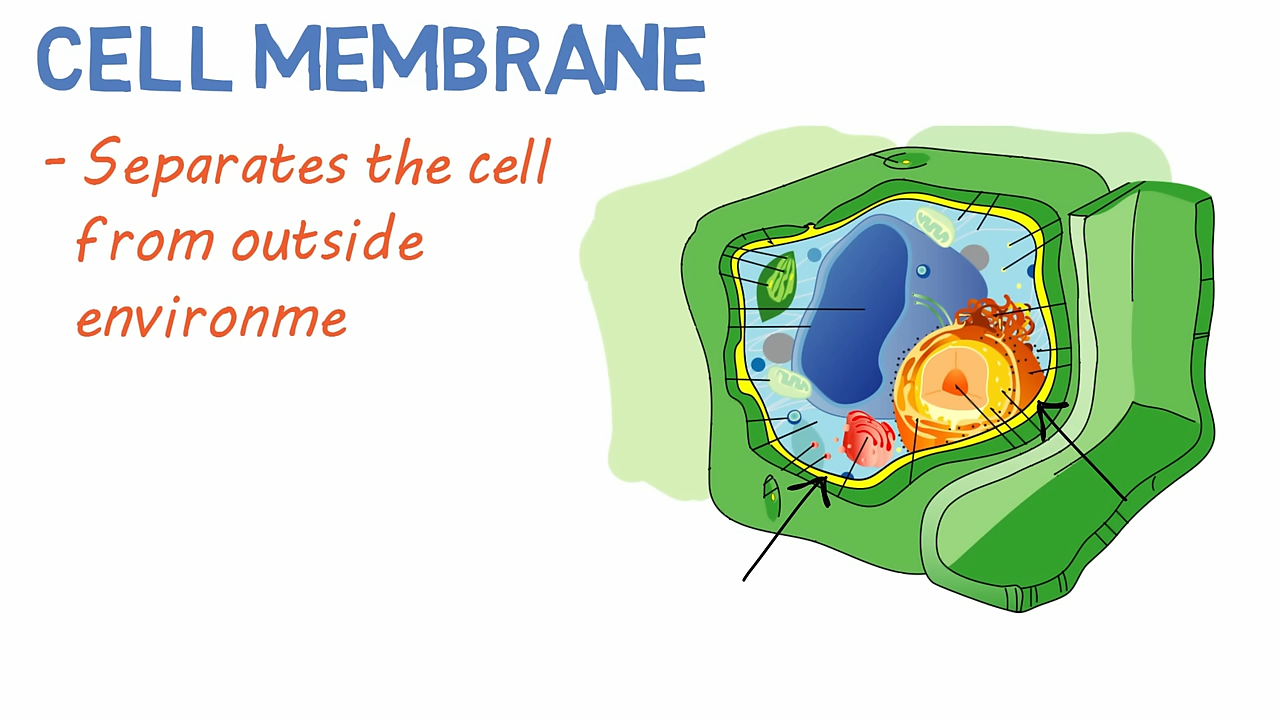 CELL MEMBRANE
- Separates the cell
from outside
environme